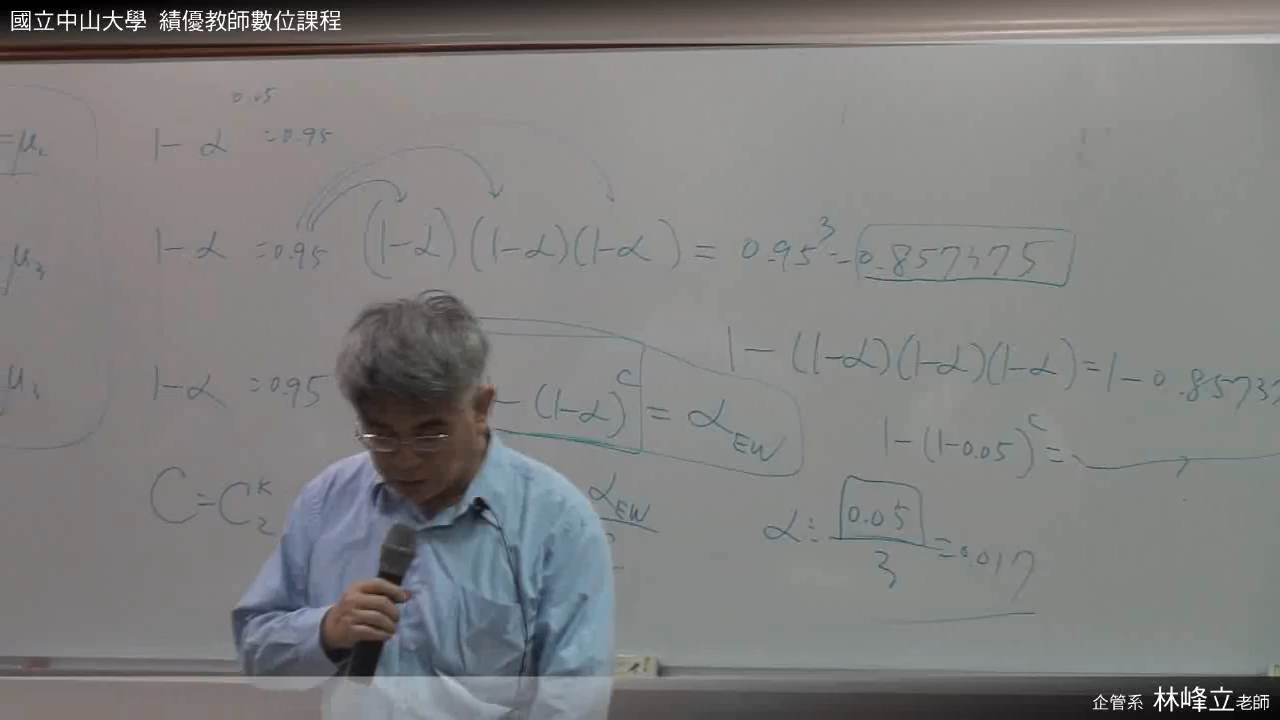 國立中山大學 績優教師數位課程
0.05
=μ₂
1-α =0.95
μ₃
1-α =0.95 (1-α)(1-α)(1-α) = 0.95³=0.857375
1-((1-α)(1-α)(1-α)=1-0.85737
μ₃
1-α =0.95
-(1-α)^C = α_EW
1-(1-0.05)^C=
C=C₂ᴷ
α_EW
α= 0.05/3 =0.017
企管系 林峰立老師